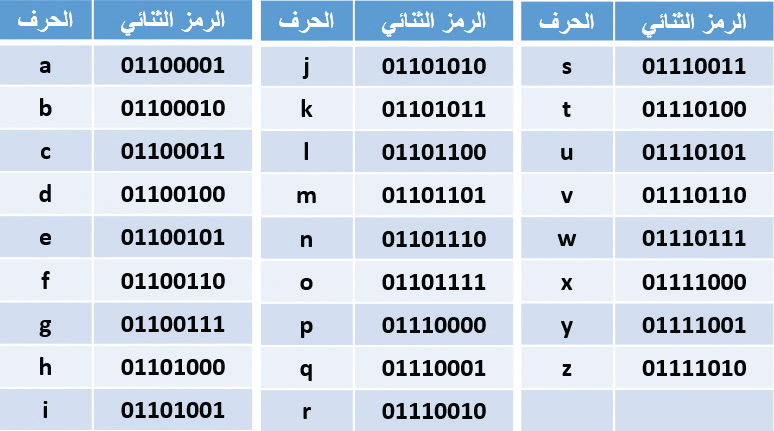 الحرف الرمز الثنائي الحرف الرمز الثنائي الحرف الرمز الثنائي
a 01100001 j 01101010 s 01110011
b 01100010 k 01101011 t 01110100
c 01100011 l 01101100 u 01110101
d 01100100 m 01101101 v 01110110
e 01100101 n 01101110 w 01110111
f 01100110 o 01101111 x 01111000
g 01100111 p 01110000 y 01111001
h 01101000 q 01110001 z 01111010
i 01101001 r 01110010